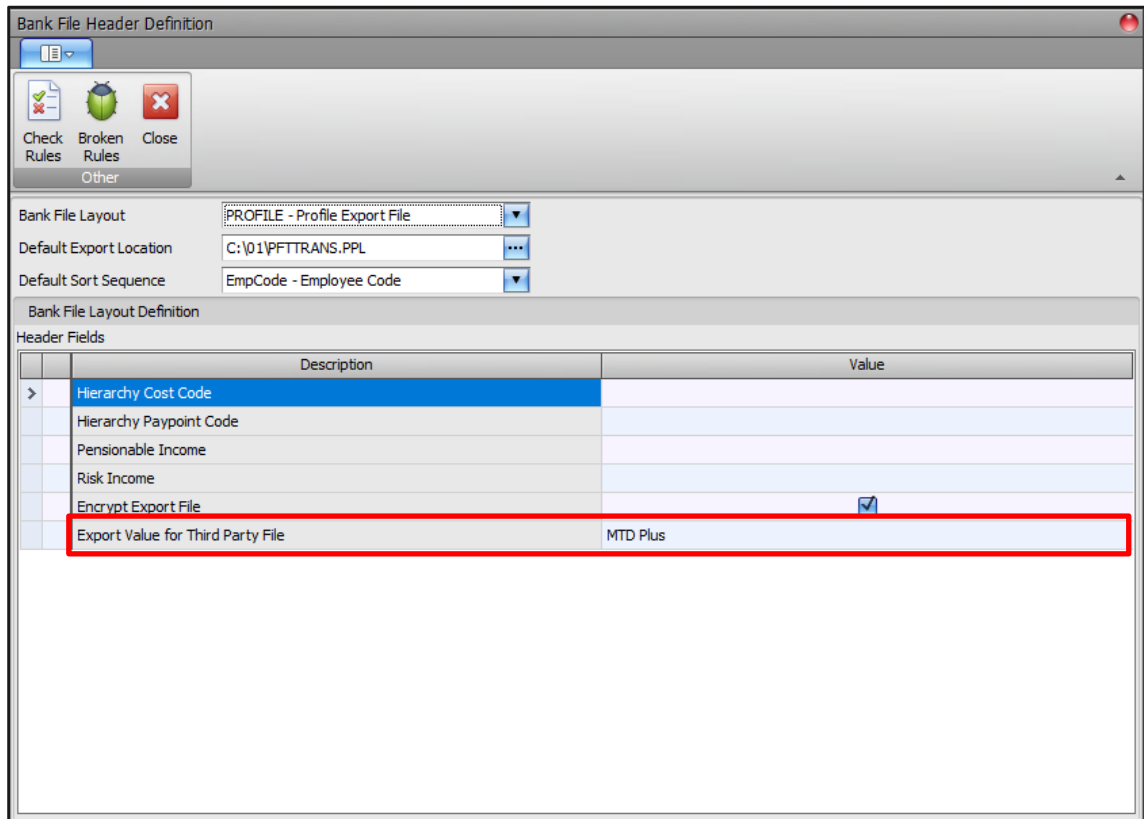 Bank File Header Definition
Check Rules
Broken Rules
Close
Other
Bank File Layout PROFILE - Profile Export File
Default Export Location C:\01\PFTTRANS.PPL
Default Sort Sequence EmpCode - Employee Code
Bank File Layout Definition
Header Fields
Description Value
Hierarchy Cost Code
Hierarchy Paypoint Code
Pensionable Income
Risk Income
Encrypt Export File
Export Value for Third Party File MTD Plus